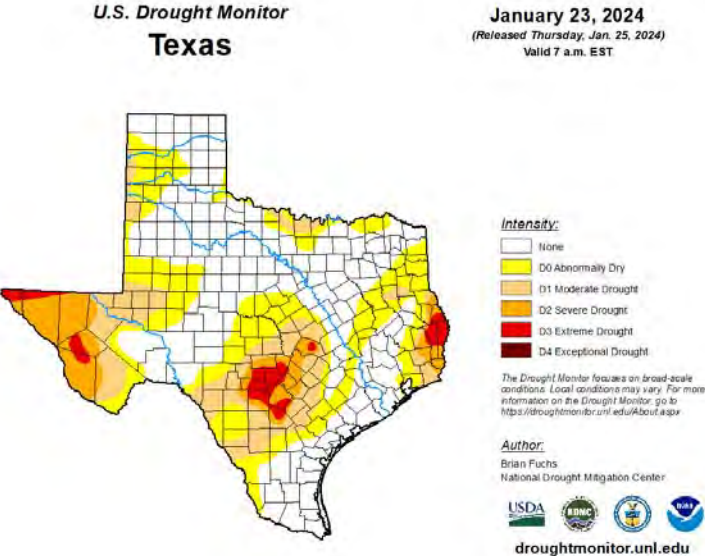 U.S. Drought Monitor
Texas
January 23, 2024
(Released Thursday, Jan. 25, 2024)
Valid 7 a.m. EST
Intensity:
None
D0 Abnormally Dry
D1 Moderate Drought
D2 Severe Drought
D3 Extreme Drought
D4 Exceptional Drought
The Drought Monitor focuses on broad-scale
conditions. Local conditions may vary. For more
information on the Drought Monitor, go to
https://droughtmonitor.unl.edu/About.aspx
Author:
Brian Fuchs
National Drought Mitigation Center
USDA
NDMC
droughtmonitor.unl.edu